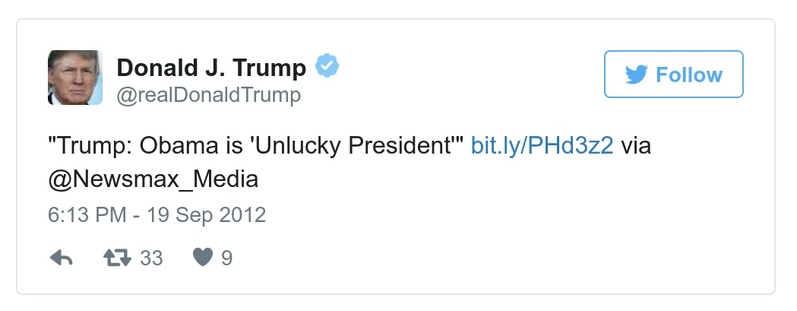 Donald J. Trump
@realDonaldTrump
Follow
"Trump: Obama is 'Unlucky President'" bit.ly/PHd3z2 via
@Newsmax_Media
6:13 PM - 19 Sep 2012
33 9